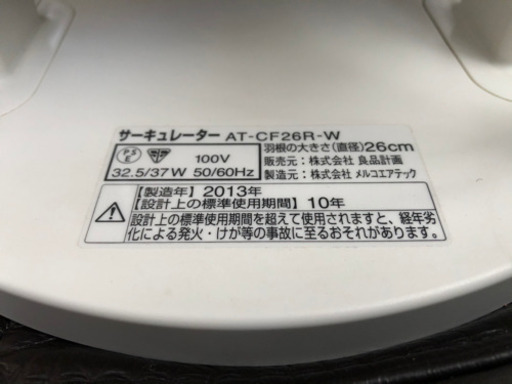 サーキュレーター AT-CF26R-W
PSE 100V 羽根の大きさ(直径)26cm
32.5/37W 50/60Hz 販売元:株式会社 良品計画
製造元:株式会社 メルコエアテック
【製造年】2013年
【設計上の標準使用期間】10年
設計上の標準使用期間を超えて使用されますと、経年劣
化による発火・けが等の事故に至るおそれがあります。